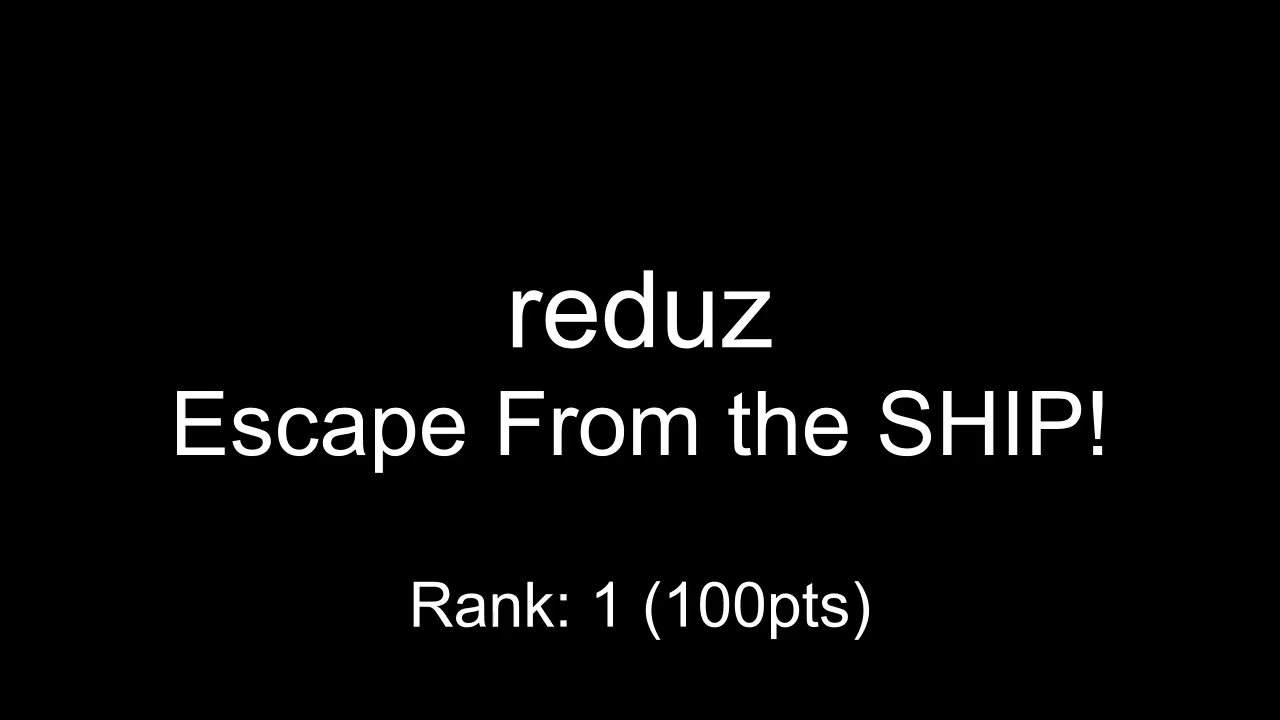 reduz
Escape From the SHIP!
Rank: 1 (100pts)